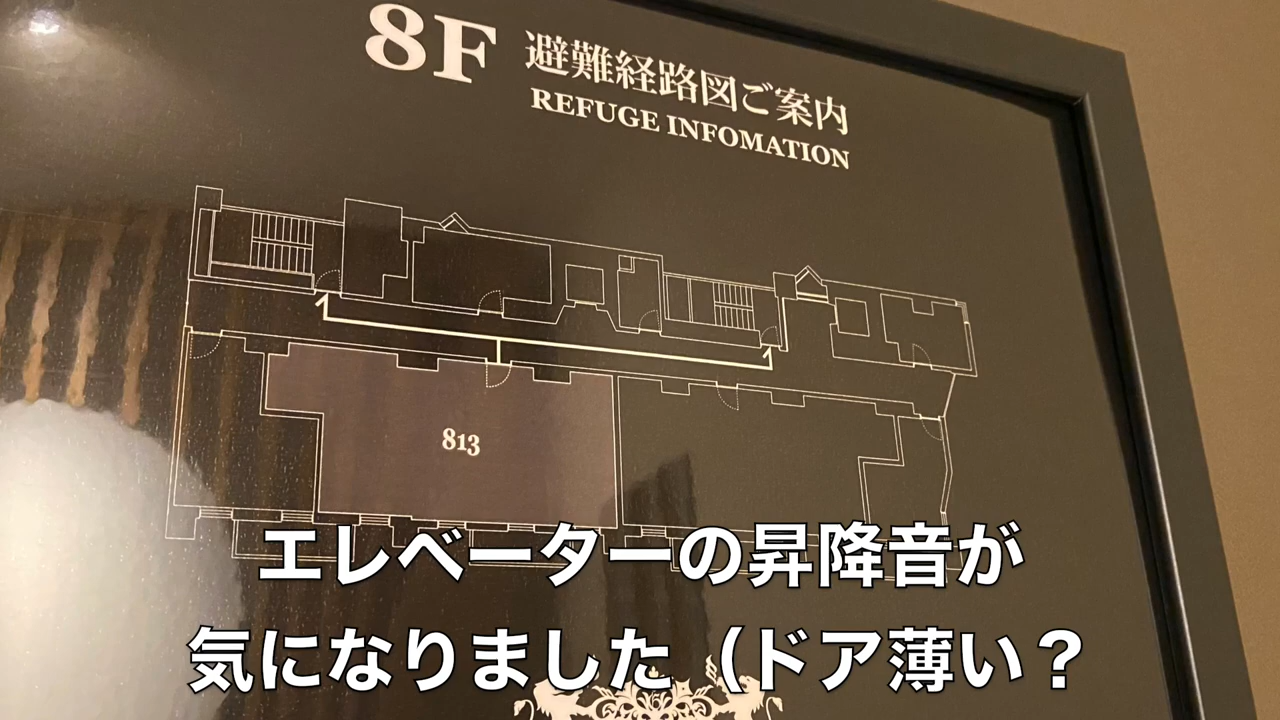 8F 避難経路図ご案内
REFUGE INFOMATION
813
エレベーターの昇降音が
気になりました（ドア薄い？